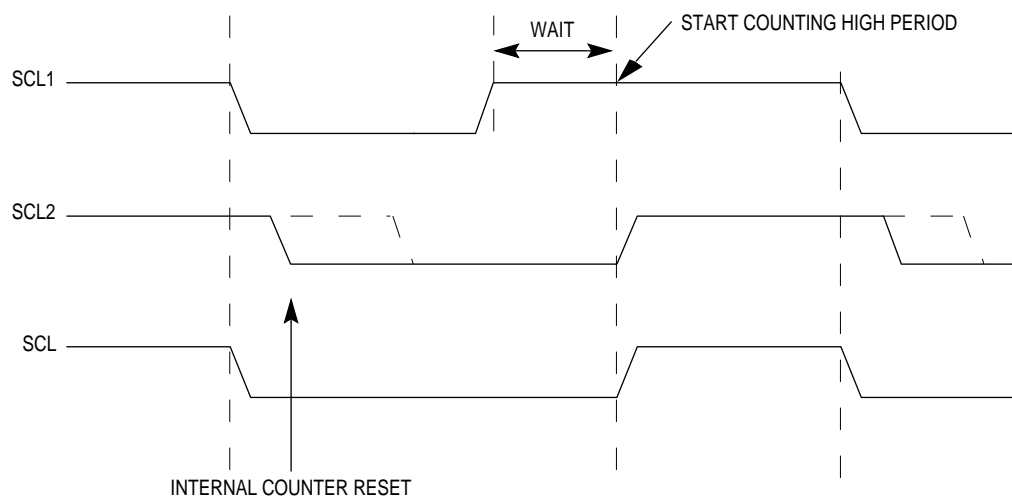 START COUNTING HIGH PERIOD
WAIT
SCL1
SCL2
SCL
INTERNAL COUNTER RESET